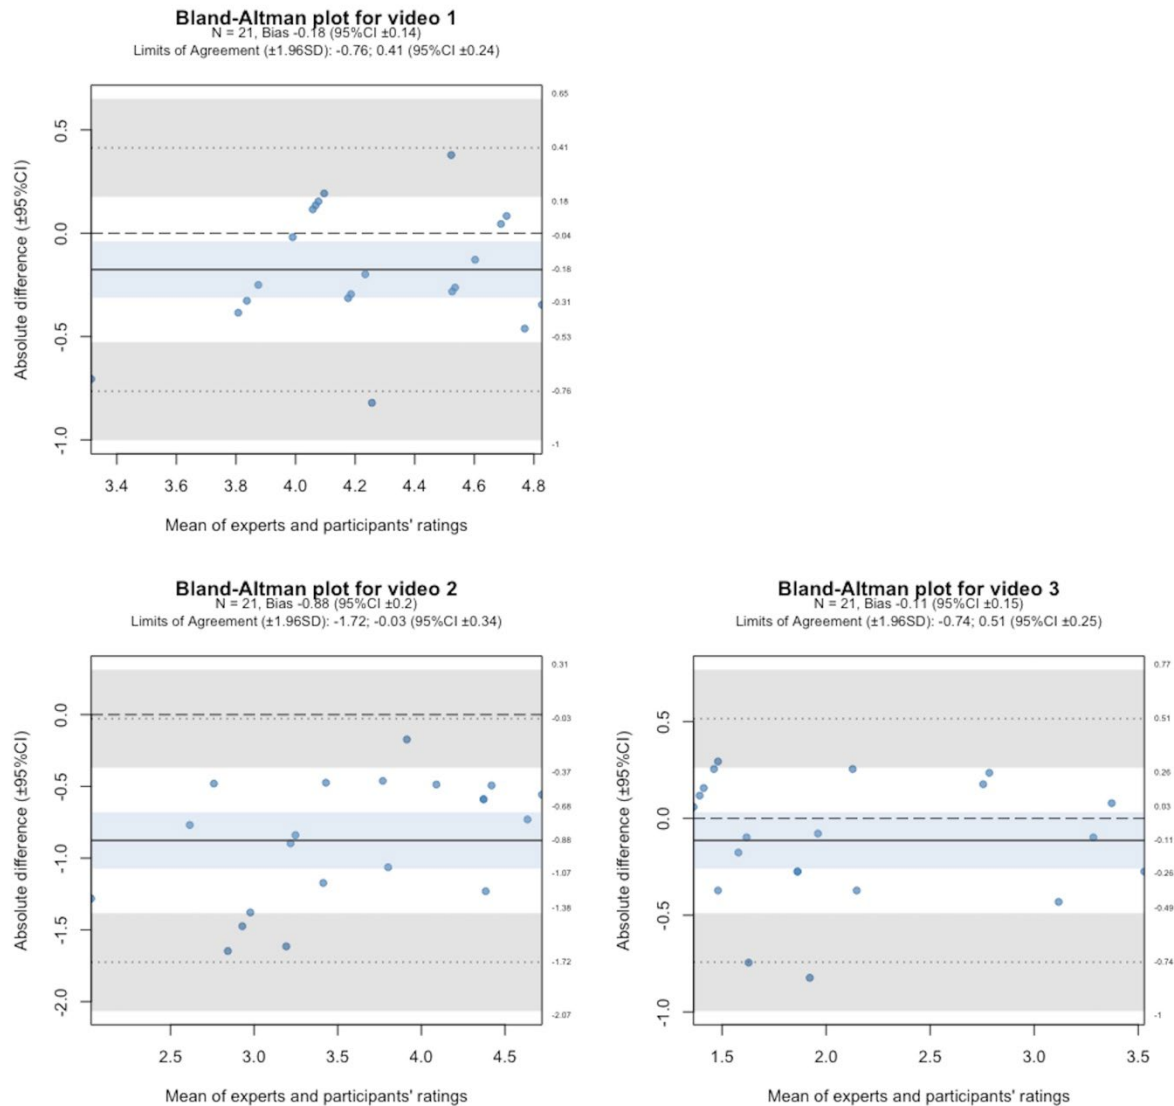 Bland-Altman plot for video 1
N = 21, Bias -0.18 (95%CI ±0.14)
Limits of Agreement (±1.96SD): -0.76; 0.41 (95%CI ±0.24)
Absolute difference (±95%CI)
0.5
0.0
-0.5
-1.0
0.65
0.41
0.18
-0.04
-0.18
-0.31
-0.53
-0.76
-1
3.4 3.6 3.8 4.0 4.2 4.4 4.6 4.8
Mean of experts and participants' ratings
Bland-Altman plot for video 2
N = 21, Bias -0.88 (95%CI ±0.2)
Limits of Agreement (±1.96SD): -1.72; -0.03 (95%CI ±0.34)
Absolute difference (±95%CI)
0.0
-0.5
-1.0
-1.5
-2.0
0.31
-0.03
-0.37
-0.68
-0.88
-1.07
-1.38
-1.72
-2.07
2.5 3.0 3.5 4.0 4.5
Mean of experts and participants' ratings
Bland-Altman plot for video 3
N = 21, Bias -0.11 (95%CI ±0.15)
Limits of Agreement (±1.96SD): -0.74; 0.51 (95%CI ±0.25)
Absolute difference (±95%CI)
0.5
0.0
-0.5
-1.0
0.77
0.51
0.26
0.03
-0.11
-0.26
-0.49
-0.74
-1
1.5 2.0 2.5 3.0 3.5
Mean of experts and participants' ratings